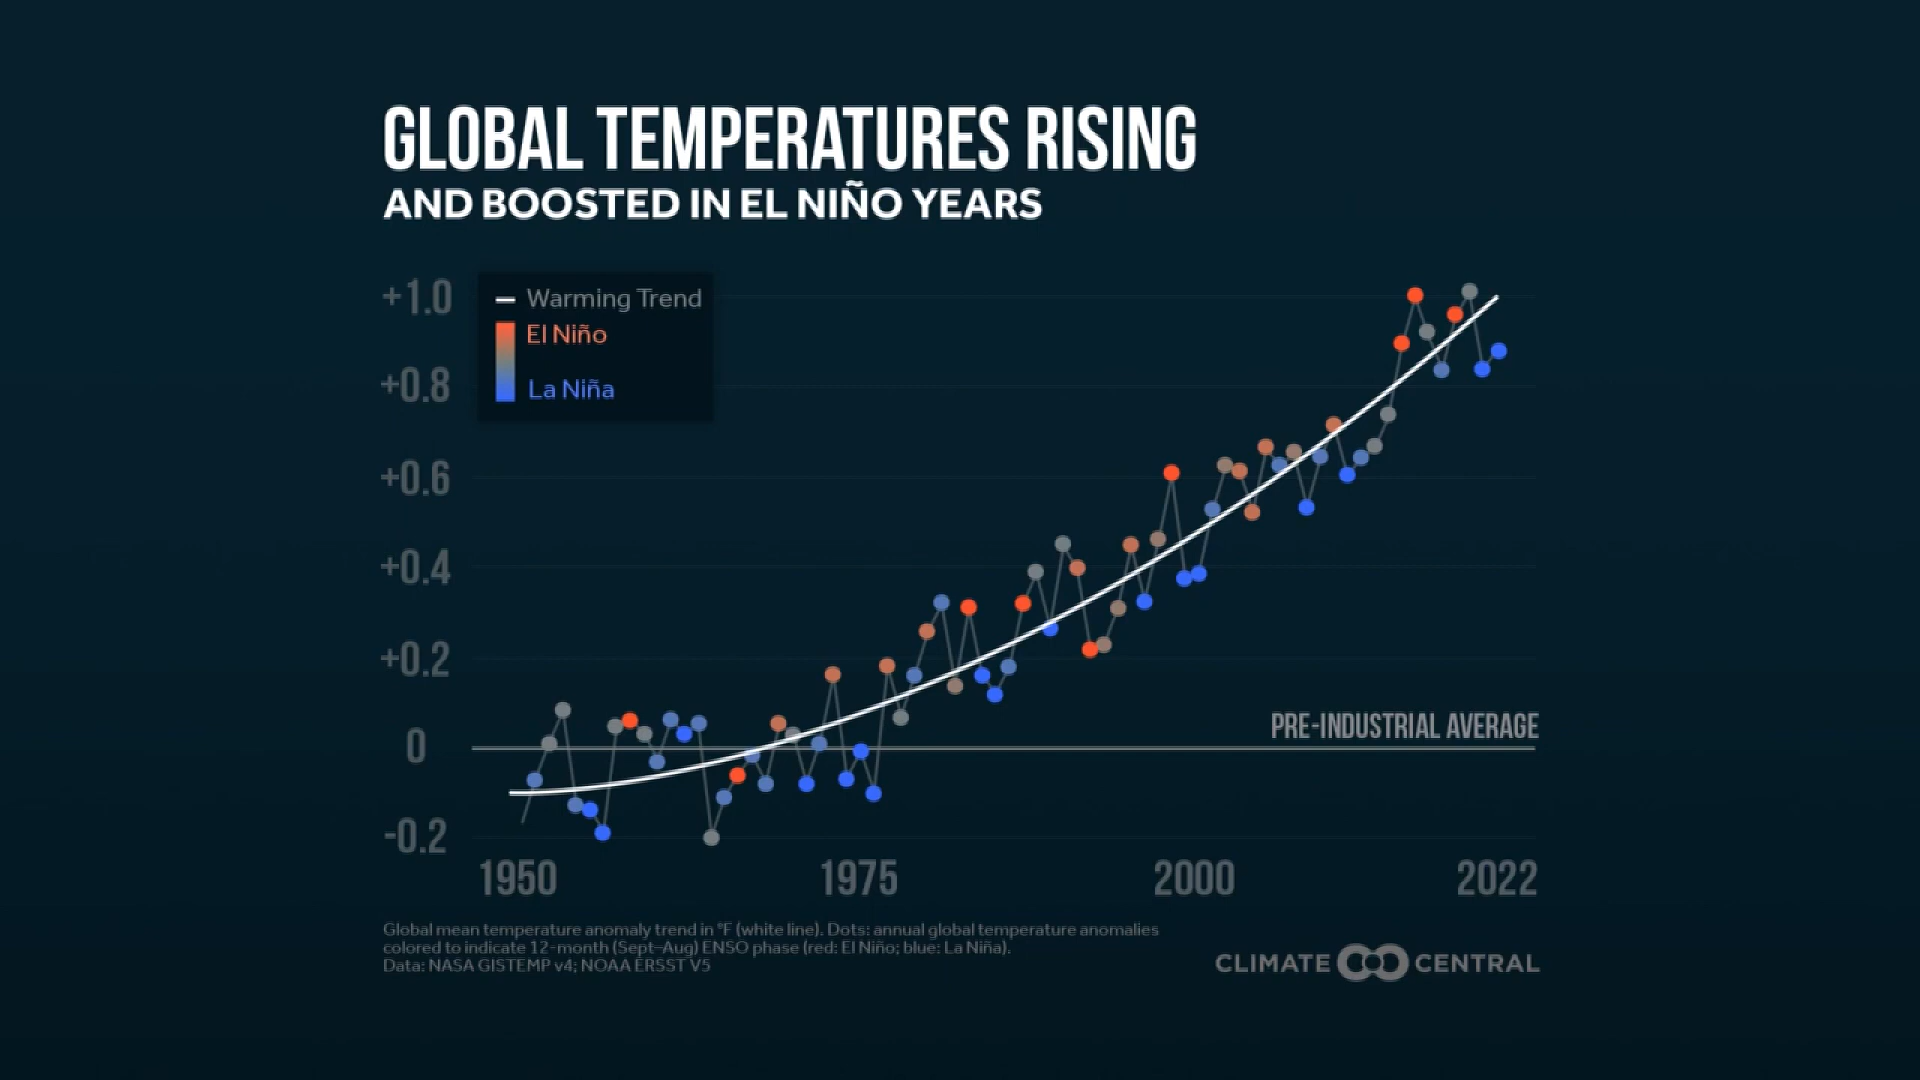 GLOBAL TEMPERATURES RISING
AND BOOSTED IN EL NIÑO YEARS
+1.0
Warming Trend
El Niño
La Niña
+0.8
+0.6
+0.4
+0.2
PRE-INDUSTRIAL AVERAGE
0
-0.2
1950 1975 2000 2022
Global mean temperature anomaly trend in °F (white line). Dots: annual global temperature anomalies
colored to indicate 12-month (Sept–Aug) ENSO phase (red: El Niño; blue: La Niña).
Data: NASA GISTEMP v4; NOAA ERSST V5
CLIMATE CENTRAL